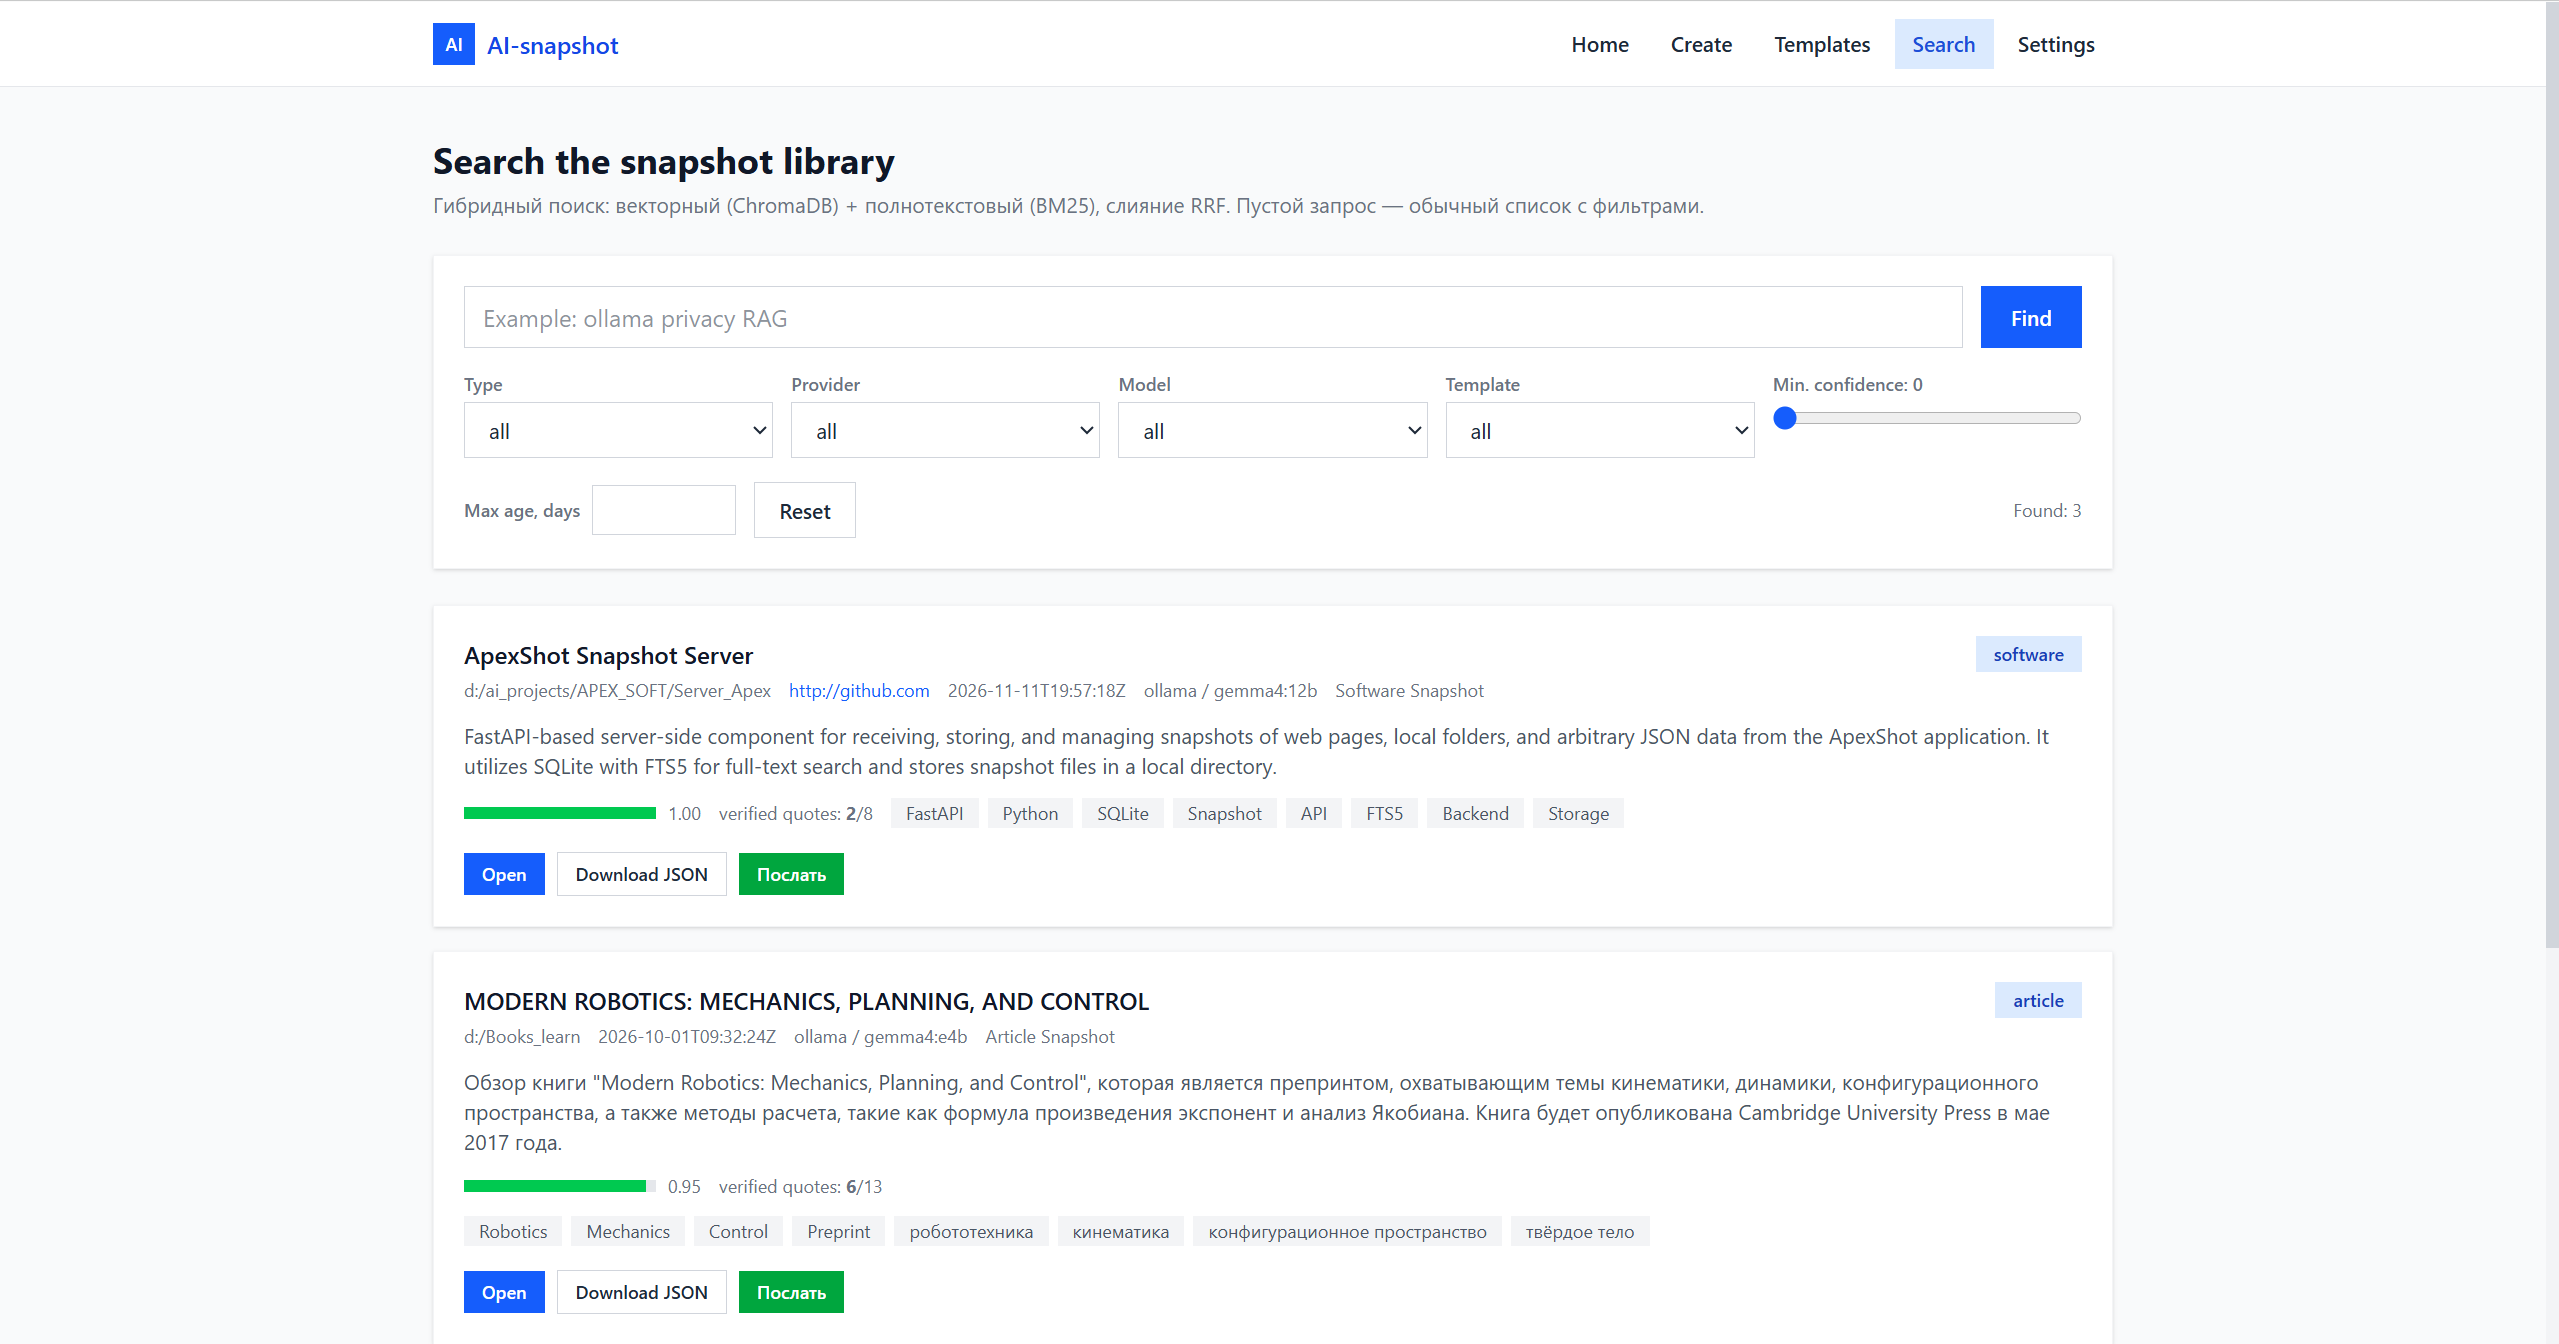 AI AI-snapshot Home Create Templates Search Settings
Search the snapshot library
Гибридный поиск: векторный (ChromaDB) + полнотекстовый (BM25), слияние RRF. Пустой запрос — обычный список с фильтрами.
Example: ollama privacy RAG Find
Type Provider Model Template Min. confidence: 0
all all all all
Max age, days Reset Found: 3
ApexShot Snapshot Server software
d:/ai_projects/APEX_SOFT/Server_Apex http://github.com 2026-11-11T19:57:18Z ollama / gemma4:12b Software Snapshot
FastAPI-based server-side component for receiving, storing, and managing snapshots of web pages, local folders, and arbitrary JSON data from the ApexShot application. It
utilizes SQLite with FTS5 for full-text search and stores snapshot files in a local directory.
1.00 verified quotes: 2/8 FastAPI Python SQLite Snapshot API FTS5 Backend Storage
Open Download JSON Послать
MODERN ROBOTICS: MECHANICS, PLANNING, AND CONTROL article
d:/Books_learn 2026-10-01T09:32:24Z ollama / gemma4:e4b Article Snapshot
Обзор книги "Modern Robotics: Mechanics, Planning, and Control", которая является препринтом, охватывающим темы кинематики, динамики, конфигурационного
пространства, а также методы расчета, такие как формула произведения экспонент и анализ Якобиана. Книга будет опубликована Cambridge University Press в мае
2017 года.
0.95 verified quotes: 6/13
Robotics Mechanics Control Preprint робототехника кинематика конфигурационное пространство твёрдое тело
Open Download JSON Послать